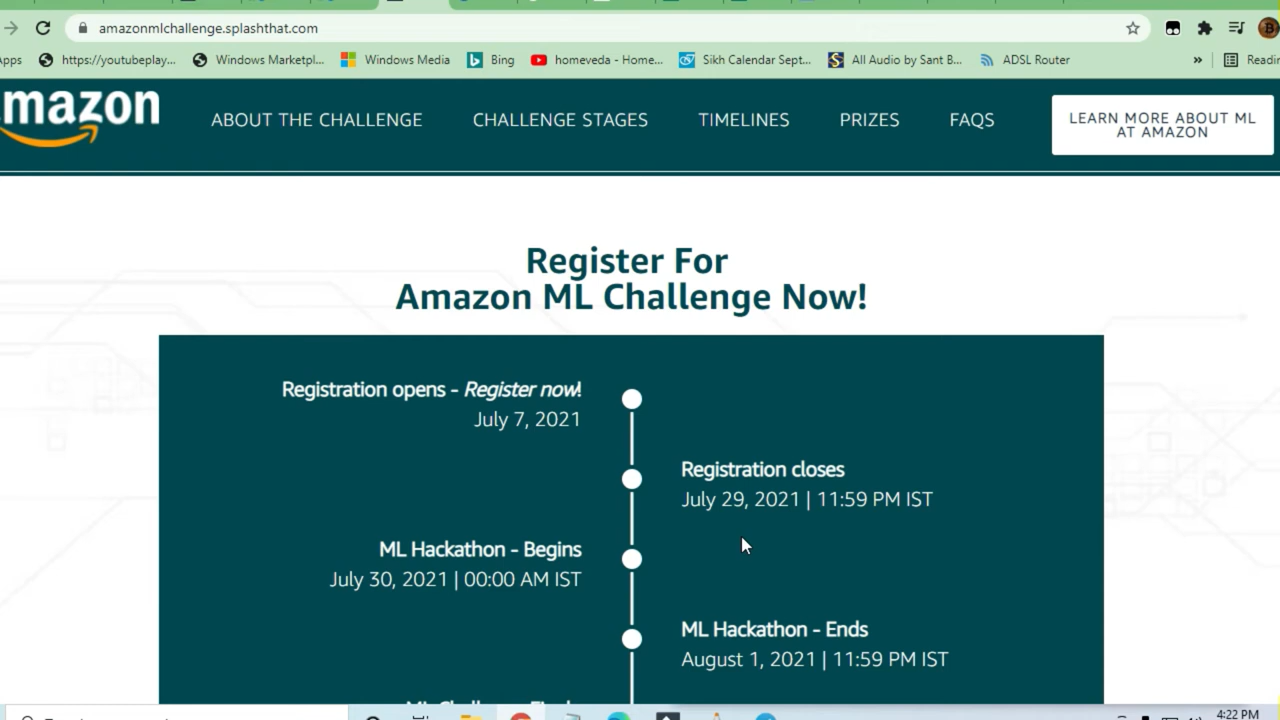 amazonmlchallenge.splashthat.com
https://youtubeplay...
Windows Marketpl...
Windows Media
Bing
homeveda - Home...
Sikh Calendar Sept...
All Audio by Sant B...
ADSL Router
»
ABOUT THE CHALLENGE
CHALLENGE STAGES
TIMELINES
PRIZES
FAQS
LEARN MORE ABOUT ML
AT AMAZON
Register For
Amazon ML Challenge Now!
Registration opens - Register now!
July 7, 2021
Registration closes
July 29, 2021 | 11:59 PM IST
ML Hackathon - Begins
July 30, 2021 | 00:00 AM IST
ML Hackathon - Ends
August 1, 2021 | 11:59 PM IST
4:22 PM